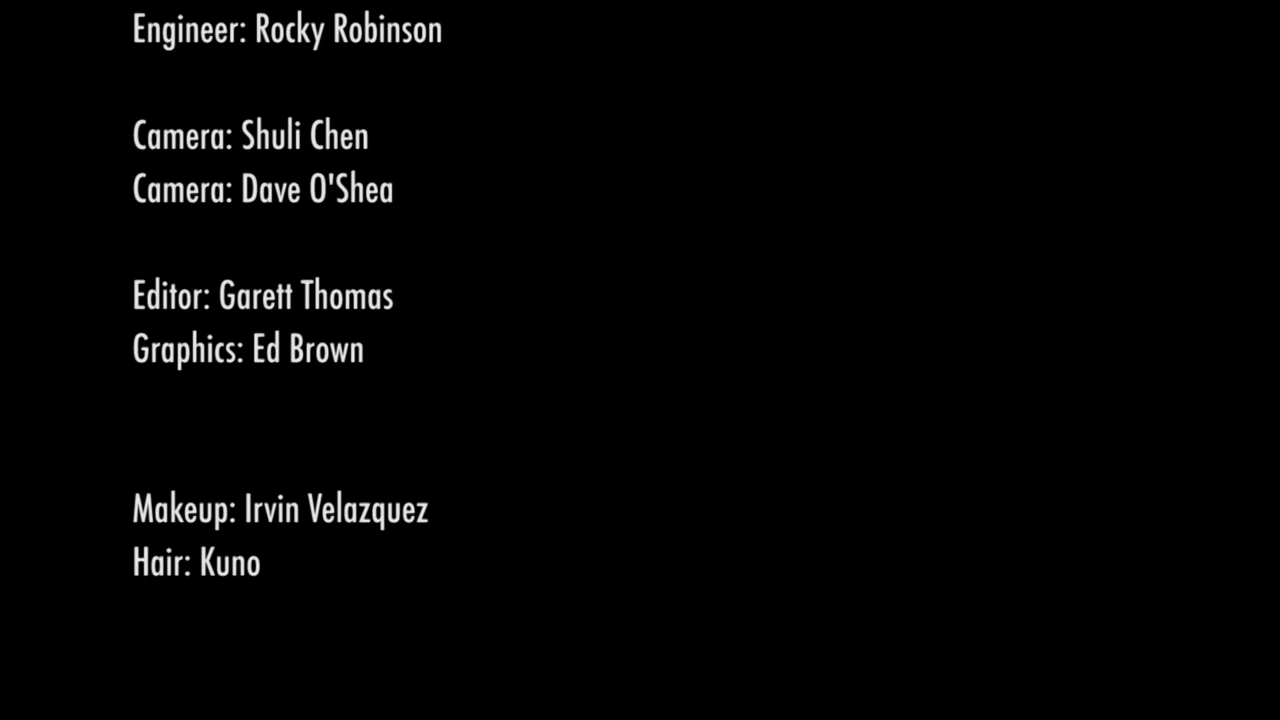 Engineer: Rocky Robinson
Camera: Shuli Chen
Camera: Dave O'Shea
Editor: Garett Thomas
Graphics: Ed Brown
Makeup: Irvin Velazquez
Hair: Kuno